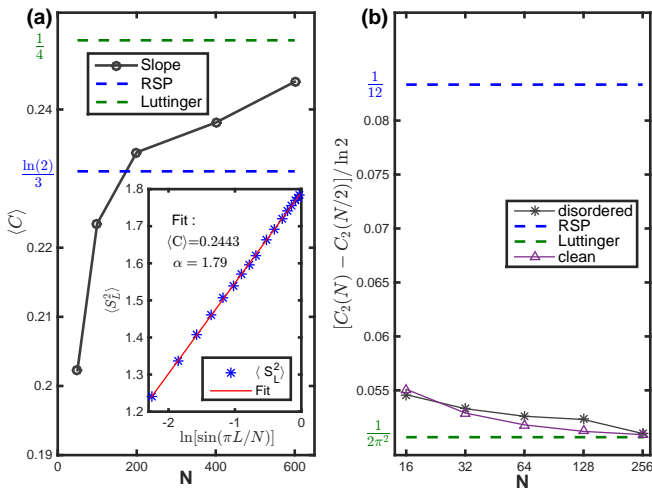 (a)
1/4
Slope
RSP
Luttinger
0.24
ln(2)/3
0.22
0.21
0.2
0.19
⟨C⟩
0
200
400
600
N
1.8
1.7
1.6
1.5
1.4
1.3
1.2
⟨S_L^2⟩
Fit :
⟨C⟩=0.2443
α = 1.79
⟨ S_L^2⟩
Fit
-2
-1
0
ln[sin(πL/N)]
(b)
1/12
0.08
0.075
0.07
0.065
0.06
0.055
1/2π^2
[C_2(N) − C_2(N/2)]/ ln 2
disordered
RSP
Luttinger
clean
16
32
64
128
256
N